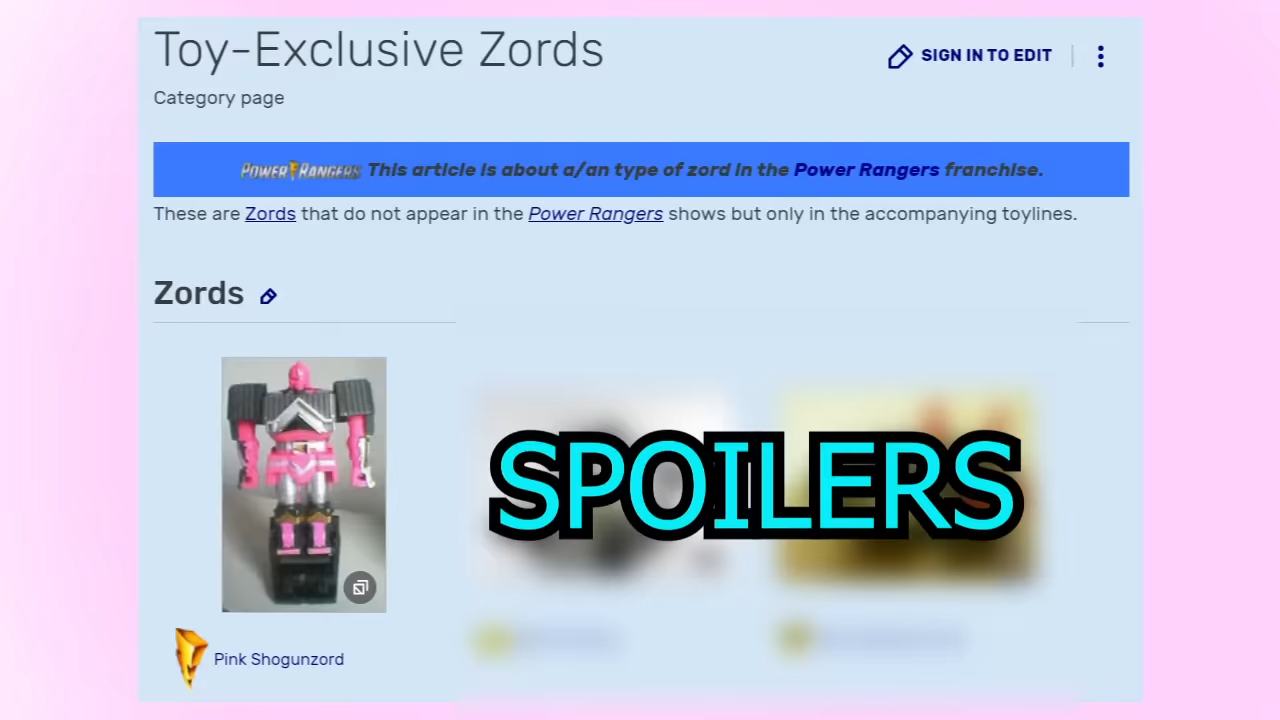 Toy-Exclusive Zords
SIGN IN TO EDIT
Category page
POWER RANGERS This article is about a/an type of zord in the Power Rangers franchise.
These are Zords that do not appear in the Power Rangers shows but only in the accompanying toylines.
Zords
SPOILERS
Pink Shogunzord